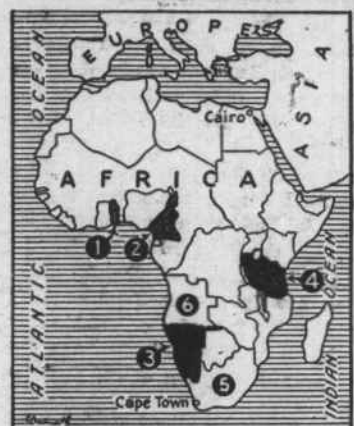 EUROPE
ATLANTIC OCEAN
ASIA
Cairo
AFRICA
1
2
3
4
5
6
INDIAN OCEAN
Cape Town